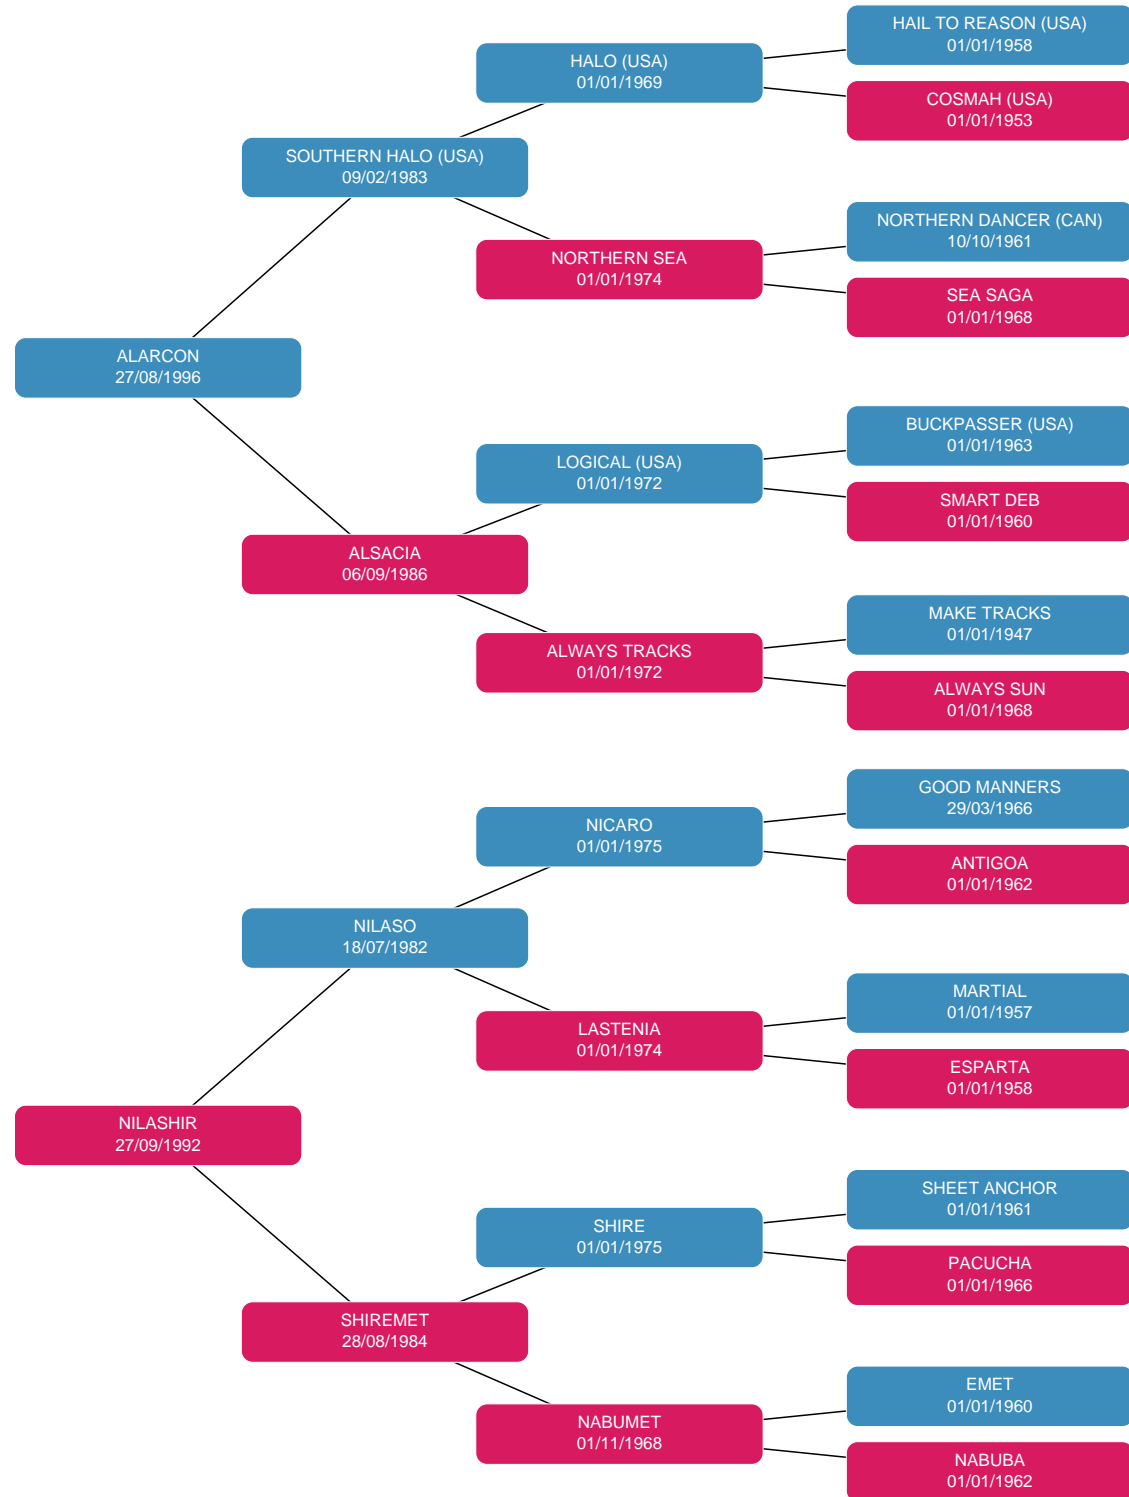 HAIL TO REASON (USA)
01/01/1958
HALO (USA)
01/01/1969
COSMAH (USA)
01/01/1953
SOUTHERN HALO (USA)
09/02/1983
NORTHERN DANCER (CAN)
10/10/1961
NORTHERN SEA
01/01/1974
SEA SAGA
01/01/1968
ALARCON
27/08/1996
BUCKPASSER (USA)
01/01/1963
LOGICAL (USA)
01/01/1972
SMART DEB
01/01/1960
ALSACIA
06/09/1986
MAKE TRACKS
01/01/1947
ALWAYS TRACKS
01/01/1972
ALWAYS SUN
01/01/1968
GOOD MANNERS
29/03/1966
NICARO
01/01/1975
ANTIGOA
01/01/1962
NILASO
18/07/1982
MARTIAL
01/01/1957
LASTENIA
01/01/1974
ESPARTA
01/01/1958
NILASHIR
27/09/1992
SHEET ANCHOR
01/01/1961
SHIRE
01/01/1975
PACUCHA
01/01/1966
SHIREMET
28/08/1984
EMET
01/01/1960
NABUMET
01/11/1968
NABUBA
01/01/1962